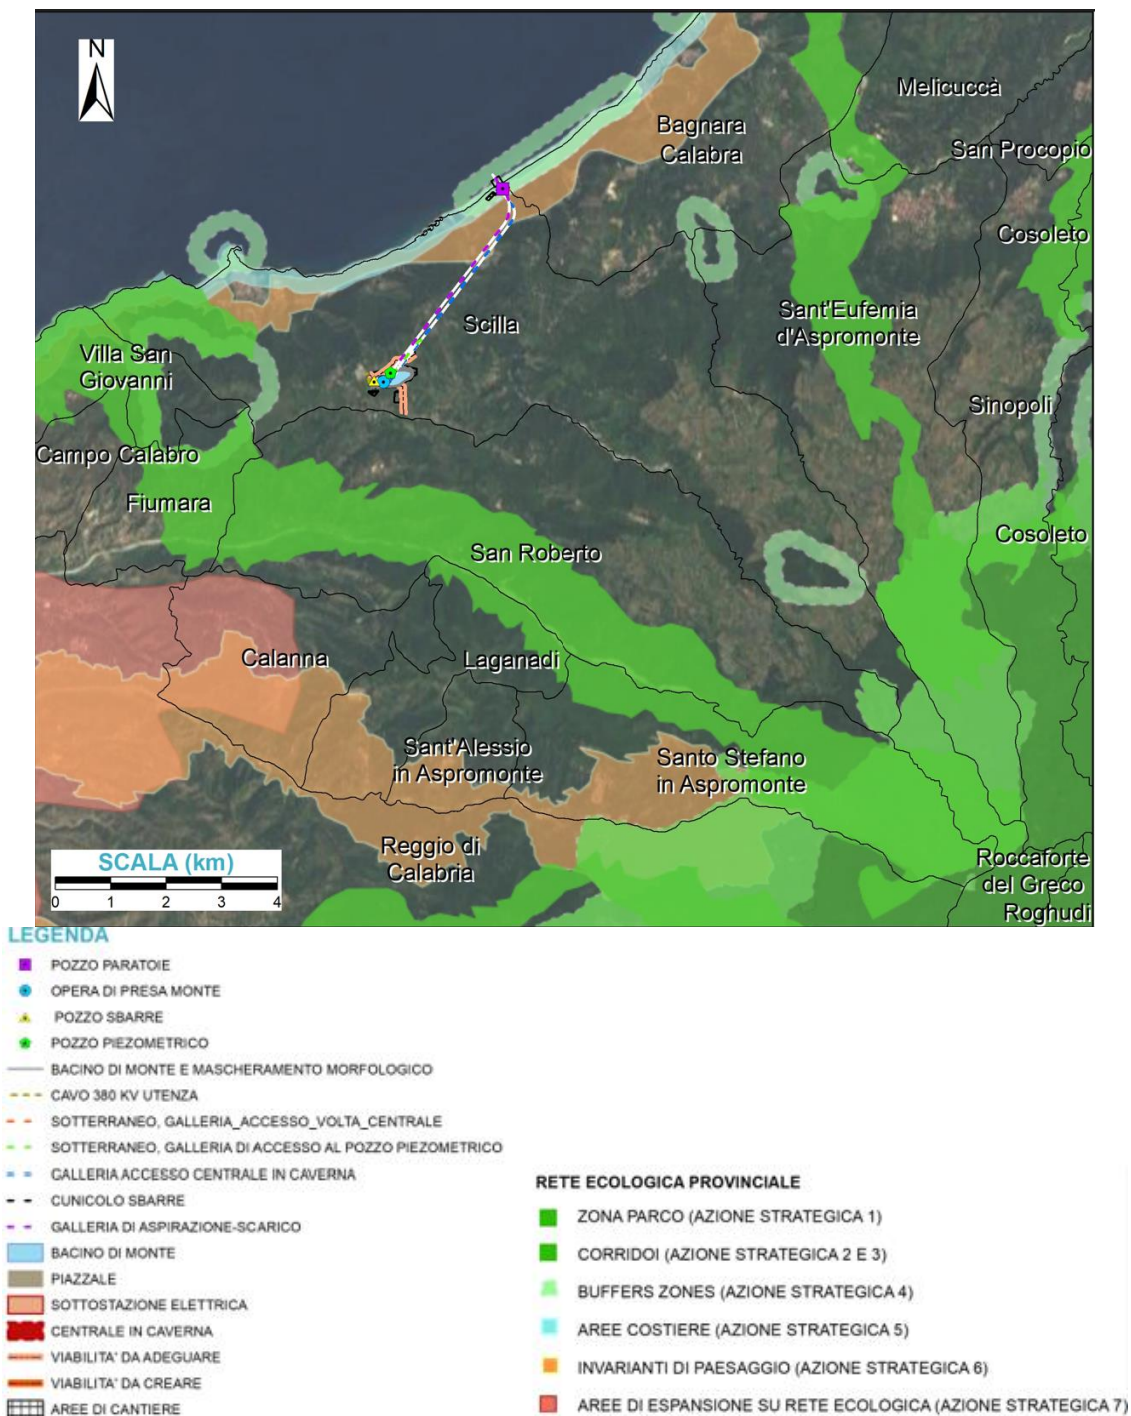 N
Melicuccà
Bagnara
Calabra
San Procopio
Cosoleto
Sant'Eufemia
d'Aspromonte
Scilla
Villa San
Giovanni
Sinopoli
Campo Calabro
Fiumara
Cosoleto
San Roberto
Calanna
Laganadi
Sant'Alessio
in Aspromonte
Santo Stefano
in Aspromonte
Reggio di
Calabria
Roccaforte
del Greco
Roghudi
SCALA (km)
0 1 2 3 4
LEGENDA
POZZO PARATOIE
OPERA DI PRESA MONTE
POZZO SBARRE
POZZO PIEZOMETRICO
BACINO DI MONTE E MASCHERAMENTO MORFOLOGICO
CAVO 380 KV UTENZA
SOTTERRANEO, GALLERIA_ACCESSO_VOLTA_CENTRALE
SOTTERRANEO, GALLERIA DI ACCESSO AL POZZO PIEZOMETRICO
GALLERIA ACCESSO CENTRALE IN CAVERNA
CUNICOLO SBARRE
GALLERIA DI ASPIRAZIONE-SCARICO
BACINO DI MONTE
PIAZZALE
SOTTOSTAZIONE ELETTRICA
CENTRALE IN CAVERNA
VIABILITA' DA ADEGUARE
VIABILITA' DA CREARE
AREE DI CANTIERE
RETE ECOLOGICA PROVINCIALE
ZONA PARCO (AZIONE STRATEGICA 1)
CORRIDOI (AZIONE STRATEGICA 2 E 3)
BUFFERS ZONES (AZIONE STRATEGICA 4)
AREE COSTIERE (AZIONE STRATEGICA 5)
INVARIANTI DI PAESAGGIO (AZIONE STRATEGICA 6)
AREE DI ESPANSIONE SU RETE ECOLOGICA (AZIONE STRATEGICA 7)